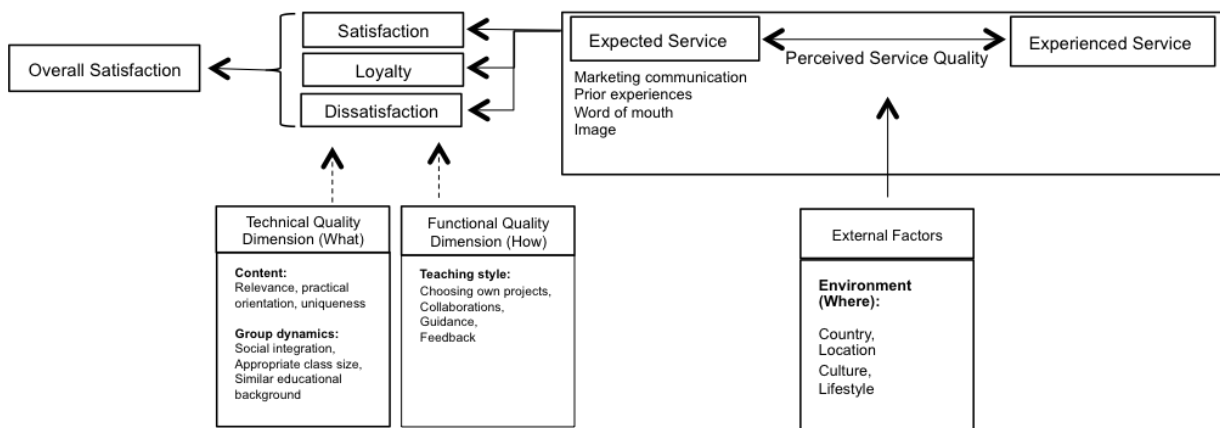 Overall Satisfaction
Satisfaction
Loyalty
Dissatisfaction
Expected Service
Perceived Service Quality
Experienced Service
Marketing communication
Prior experiences
Word of mouth
Image
Technical Quality
Dimension (What)
Content:
Relevance, practical
orientation, uniqueness
Group dynamics:
Social integration,
Appropriate class size,
Similar educational
background
Functional Quality
Dimension (How)
Teaching style:
Choosing own projects,
Collaborations,
Guidance,
Feedback
External Factors
Environment
(Where):
Country,
Location
Culture,
Lifestyle